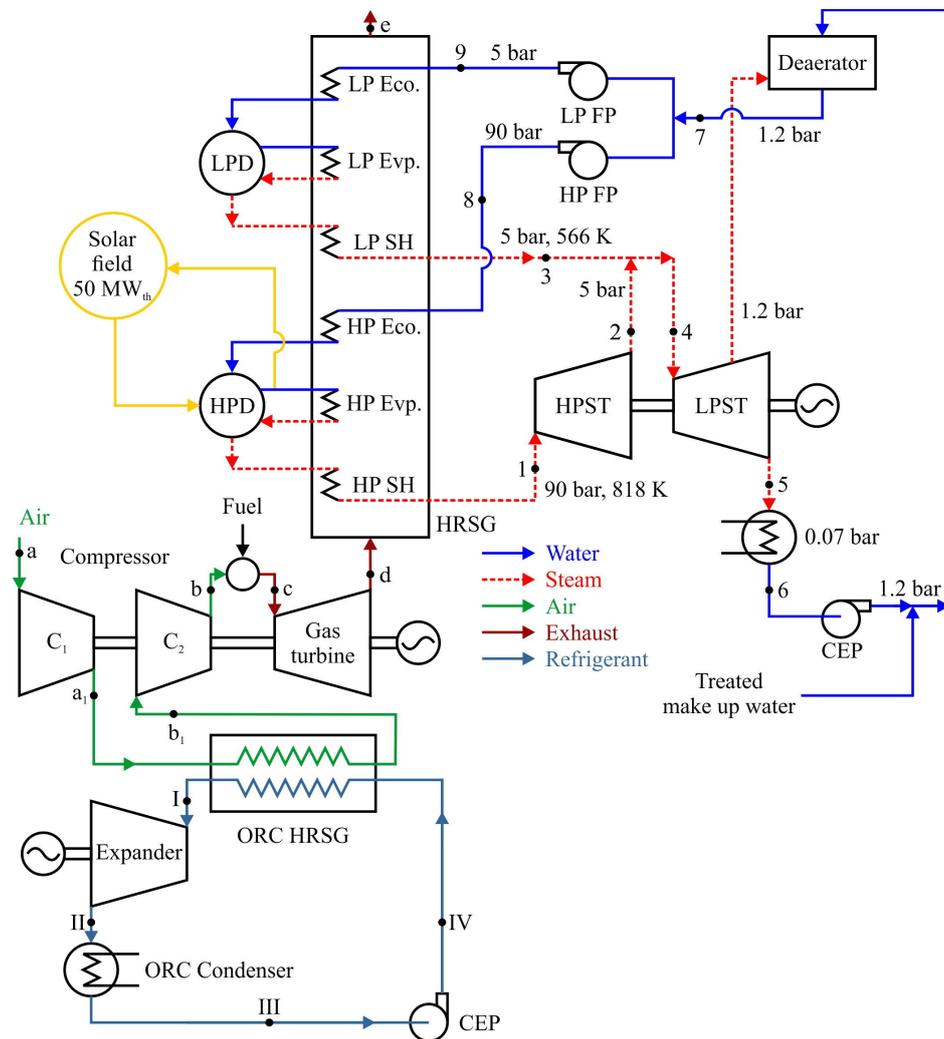 e
9
5 bar
LP Eco.
LP FP
Deaerator
7
1.2 bar
90 bar
HP FP
8
LPD
LP Evp.
LP SH
5 bar, 566 K
3
5 bar
2
4
1.2 bar
Solar
field
50 MWth
HP Eco.
HPD
HP Evp.
HP SH
HPST
LPST
1
90 bar, 818 K
HRSG
5
0.07 bar
6
1.2 bar
CEP
Treated
make up water
Water
Steam
Air
Exhaust
Refrigerant
Fuel
Air
a
Compressor
b
c
d
C1
C2
Gas
turbine
a1
b1
I
ORC HRSG
Expander
II
IV
ORC Condenser
III
CEP